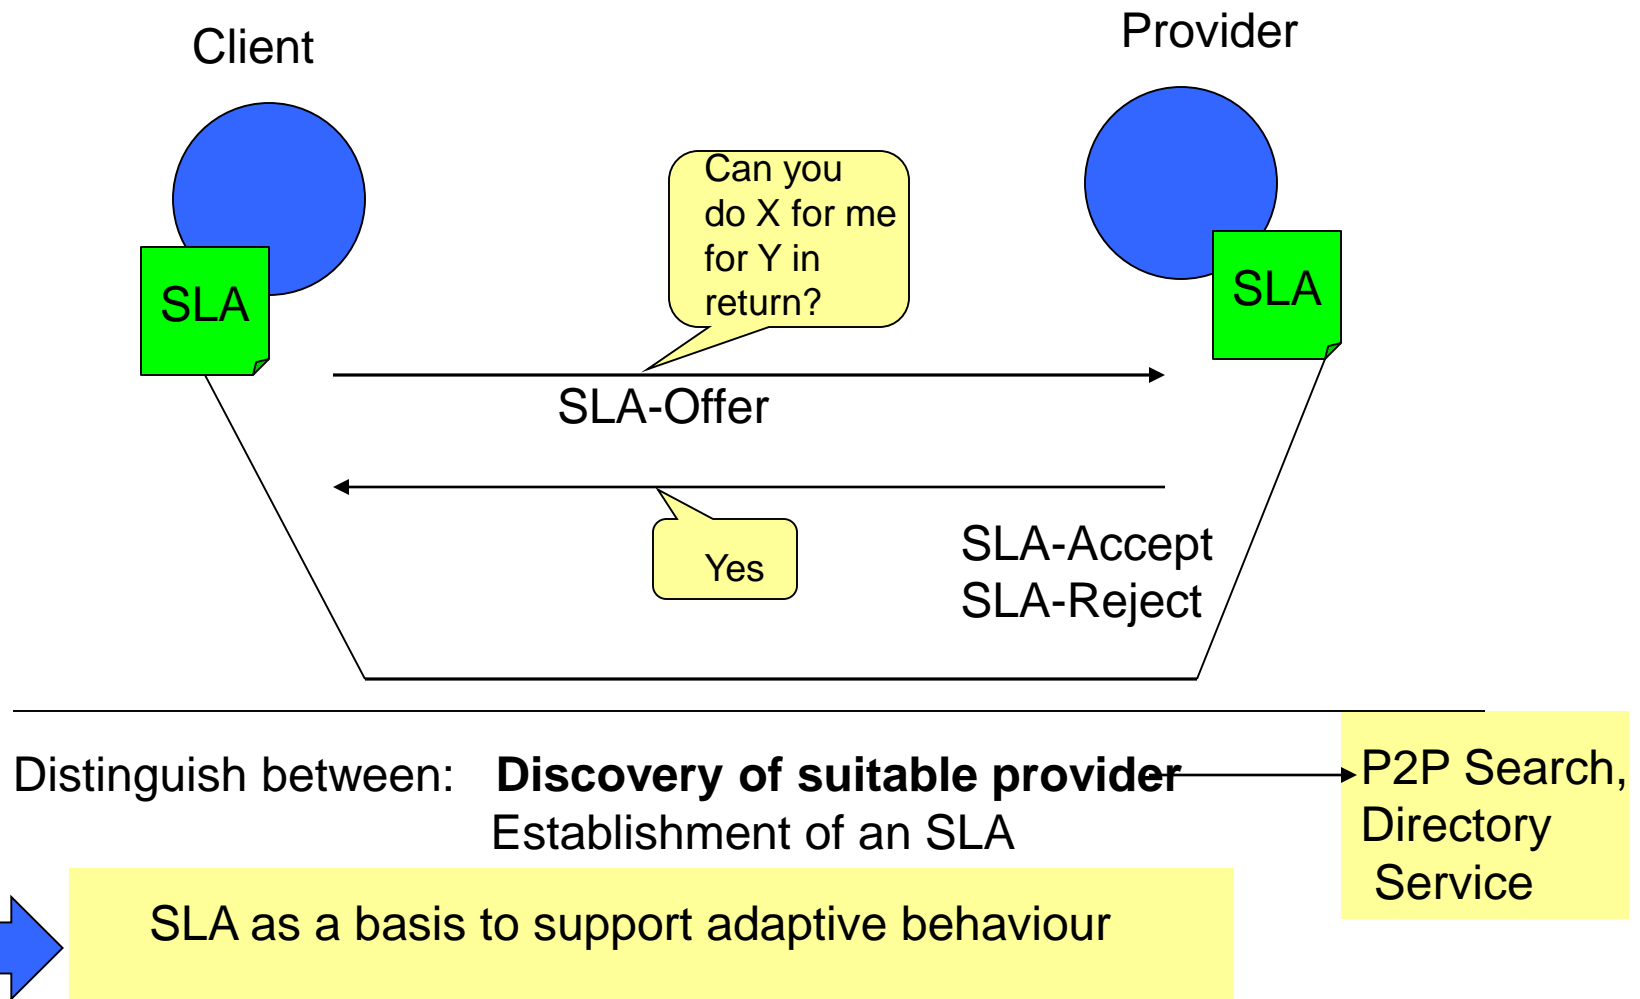 Client
Provider
Can you
do X for me
for Y in
return?
SLA
SLA
SLA-Offer
Yes
SLA-Accept
SLA-Reject
Distinguish between: Discovery of suitable provider
Establishment of an SLA
P2P Search,
Directory
Service
SLA as a basis to support adaptive behaviour